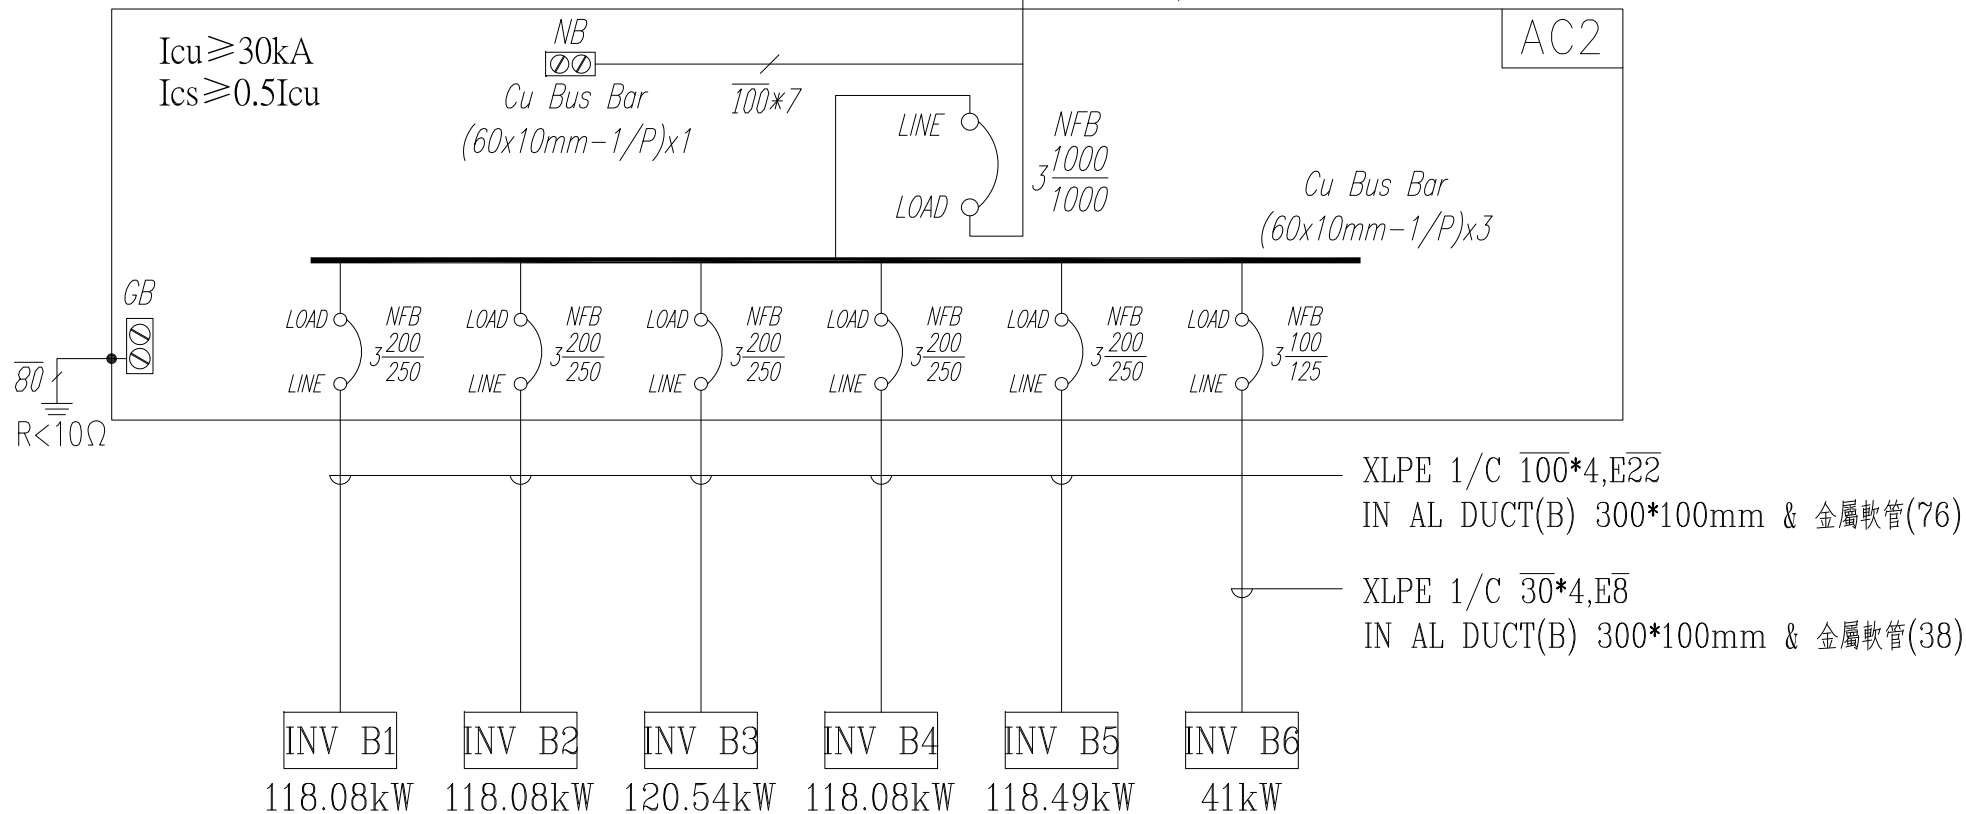 AC2
Icu≥30kA
Ics≥0.5Icu
NB
Cu Bus Bar
(60x10mm-1/P)x1
100*7
LINE
LOAD
NFB
3 1000/1000
Cu Bus Bar
(60x10mm-1/P)x3
GB
80
R<10Ω
LOAD NFB LOAD NFB LOAD NFB LOAD NFB LOAD NFB LOAD NFB
3 200/250 3 200/250 3 200/250 3 200/250 3 200/250 3 100/125
LINE LINE LINE LINE LINE LINE
XLPE 1/C 100*4,E22
IN AL DUCT(B) 300*100mm & 金屬軟管(76)
XLPE 1/C 30*4,E8
IN AL DUCT(B) 300*100mm & 金屬軟管(38)
INV B1 INV B2 INV B3 INV B4 INV B5 INV B6
118.08kW 118.08kW 120.54kW 118.08kW 118.49kW 41kW